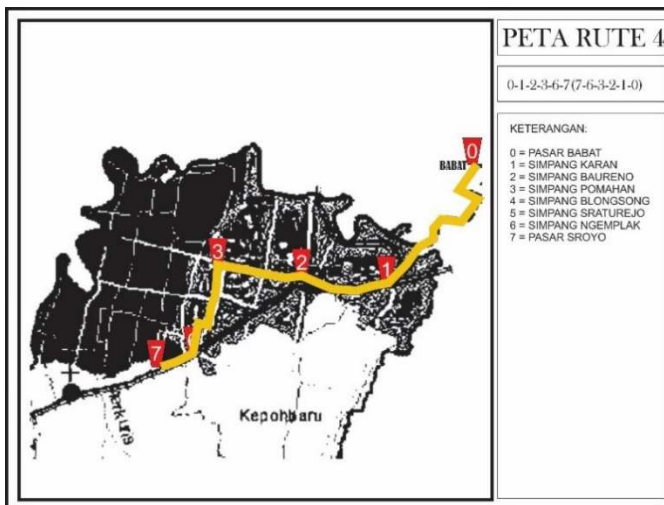 PETA RUTE 4
0-1-2-3-6-7(7-6-3-2-1-0)
KETERANGAN:
0 = PASAR BABAT
1 = SIMPANG KARAN
2 = SIMPANG BAURENO
3 = SIMPANG POMAHAN
4 = SIMPANG BLONGSONG
5 = SIMPANG SRATUREJO
6 = SIMPANG NGEMPLAK
7 = PASAR SROYO
0
BABAT
3
2
1
7
Kepohbaru